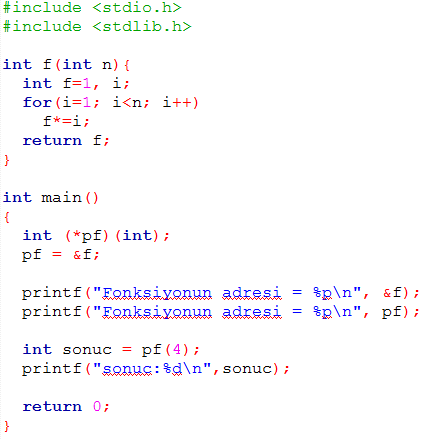 #include <stdio.h>
#include <stdlib.h>
int f(int n){
int f=1, i;
for(i=1; i<n; i++)
f*=i;
return f;
}
int main()
{
int (*pf)(int);
pf = &f;
printf("Fonksiyonun adresi = %p\n", &f);
printf("Fonksiyonun adresi = %p\n", pf);
int sonuc = pf(4);
printf("sonuc:%d\n",sonuc);
return 0;
}